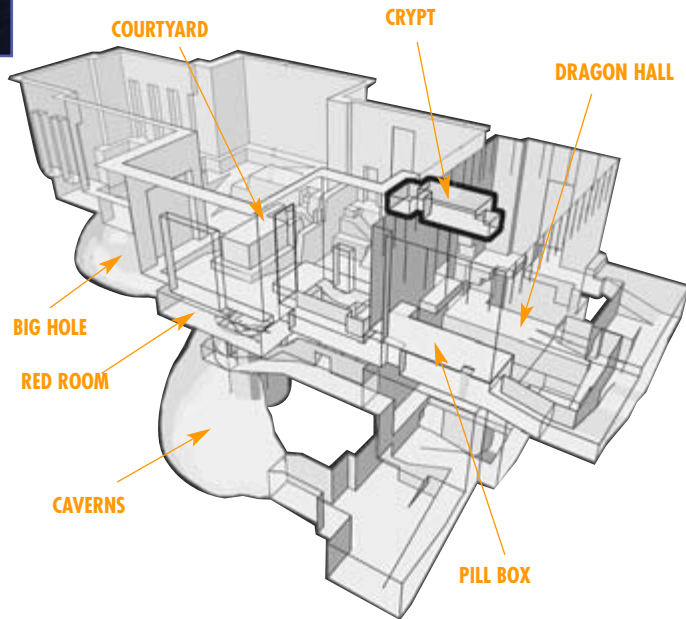 CRYPT
COURTYARD
DRAGON HALL
BIG HOLE
RED ROOM
CAVERNS
PILL BOX